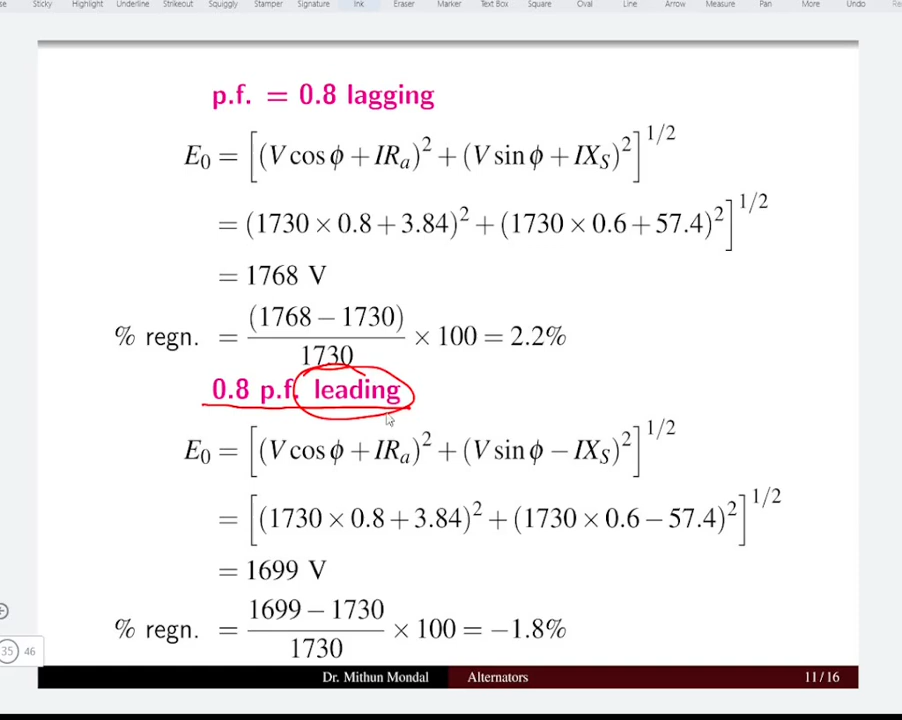 se Sticky Highlight Underline Strikeout Squiggly Stamper Signature Ink Eraser Marker Text Box Square Oval Line Arrow Measure Pan More Undo
p.f. = 0.8 lagging
E₀ = [(V cos ϕ + IRₐ)² + (V sin ϕ + IX_S)²]^1/2
= (1730 × 0.8 + 3.84)² + (1730 × 0.6 + 57.4)²]^1/2
= 1768 V
% regn. = (1768 − 1730)/1730 × 100 = 2.2%
0.8 p.f. leading
E₀ = [(V cos ϕ + IRₐ)² + (V sin ϕ − IX_S)²]^1/2
= [(1730 × 0.8 + 3.84)² + (1730 × 0.6 − 57.4)²]^1/2
= 1699 V
% regn. = 1699 − 1730/1730 × 100 = −1.8%
35 46
Dr. Mithun Mondal Alternators 11/16